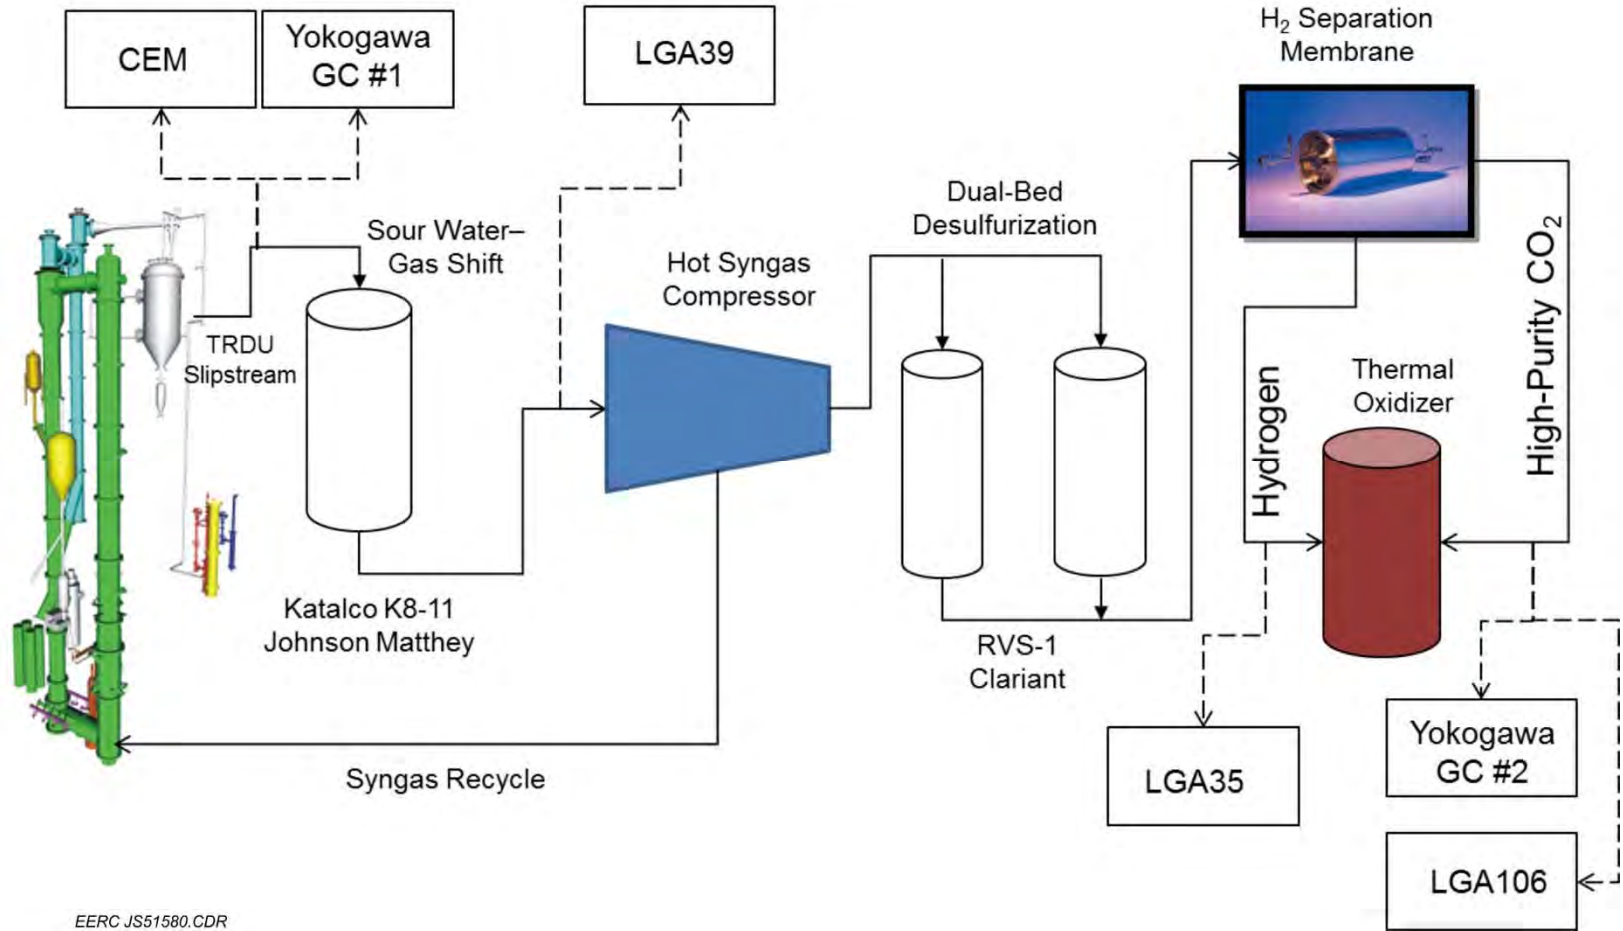 CEM
Yokogawa
GC #1
LGA39
H₂ Separation
Membrane
Sour Water–
Gas Shift
Hot Syngas
Compressor
Dual-Bed
Desulfurization
TRDU
Slipstream
Hydrogen
Thermal
Oxidizer
High-Purity CO₂
Katalco K8-11
Johnson Matthey
RVS-1
Clariant
Syngas Recycle
LGA35
Yokogawa
GC #2
LGA106
EERC JS51580.CDR